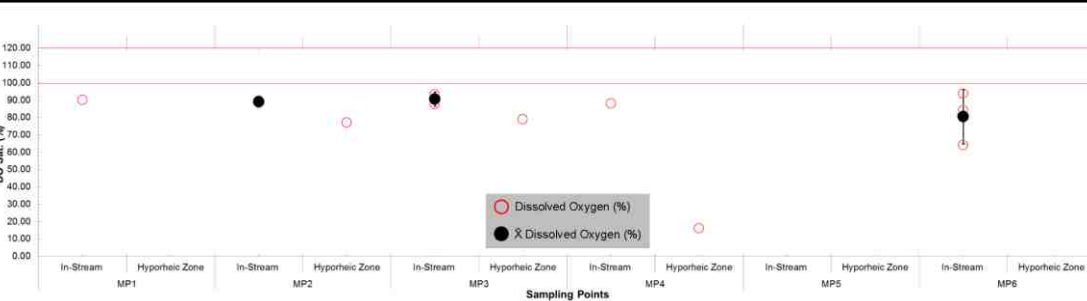 120.00
110.00
100.00
90.00
80.00
70.00
60.00
50.00
40.00
30.00
20.00
10.00
0.00
DO Sat. (%)
Dissolved Oxygen (%)
X̄ Dissolved Oxygen (%)
In-Stream Hyporheic Zone In-Stream Hyporheic Zone In-Stream Hyporheic Zone In-Stream Hyporheic Zone In-Stream Hyporheic Zone In-Stream Hyporheic Zone
MP1 MP2 MP3 MP4 MP5 MP6
Sampling Points